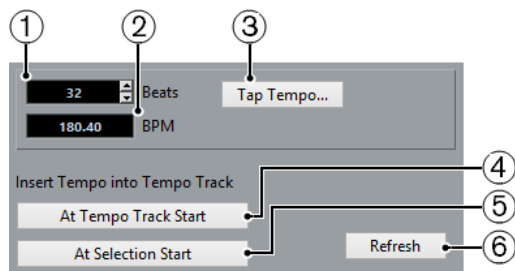 1 2 3
32 Beats Tap Tempo...
180.40 BPM
Insert Tempo into Tempo Track
At Tempo Track Start 4
5
At Selection Start Refresh 6